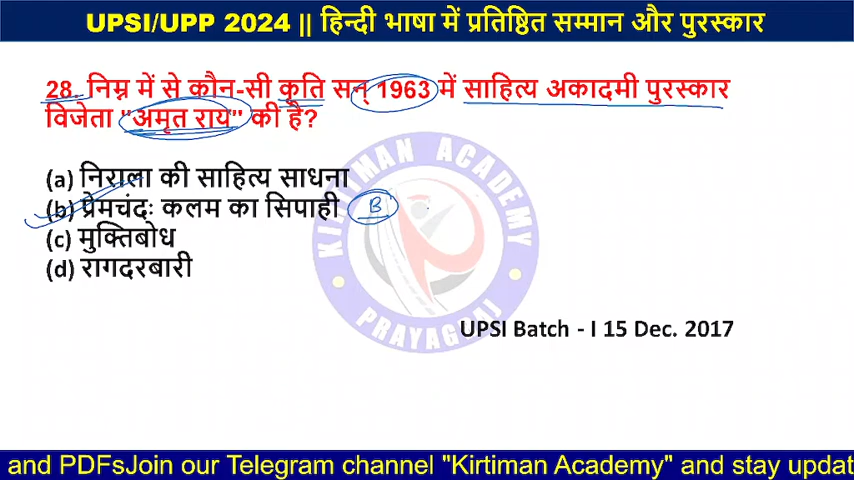 UPSI/UPP 2024 || हिन्दी भाषा में प्रतिष्ठित सम्मान और पुरस्कार
28. निम्न में से कौन-सी कृति सन् 1963 में साहित्य अकादमी पुरस्कार
विजेता "अमृत राय" की है?
(a) निराला की साहित्य साधना
(b) प्रेमचंदः कलम का सिपाही B
(c) मुक्तिबोध
(d) रागदरबारी
KIRTIMAN ACADEMY
PRAYAGRAJ
UPSI Batch - I 15 Dec. 2017
and PDFsJoin our Telegram channel "Kirtiman Academy" and stay updat